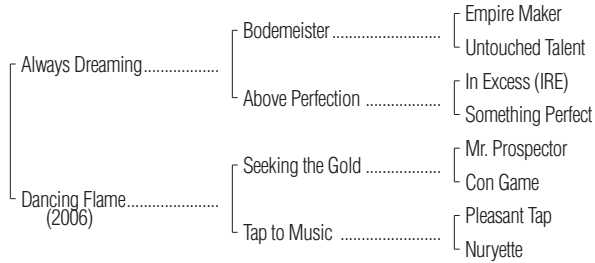 Empire Maker
Bodemeister
Untouched Talent
Always Dreaming
In Excess (IRE)
Above Perfection
Something Perfect
Mr. Prospector
Seeking the Gold
Con Game
Dancing Flame
(2006)
Pleasant Tap
Tap to Music
Nuryette